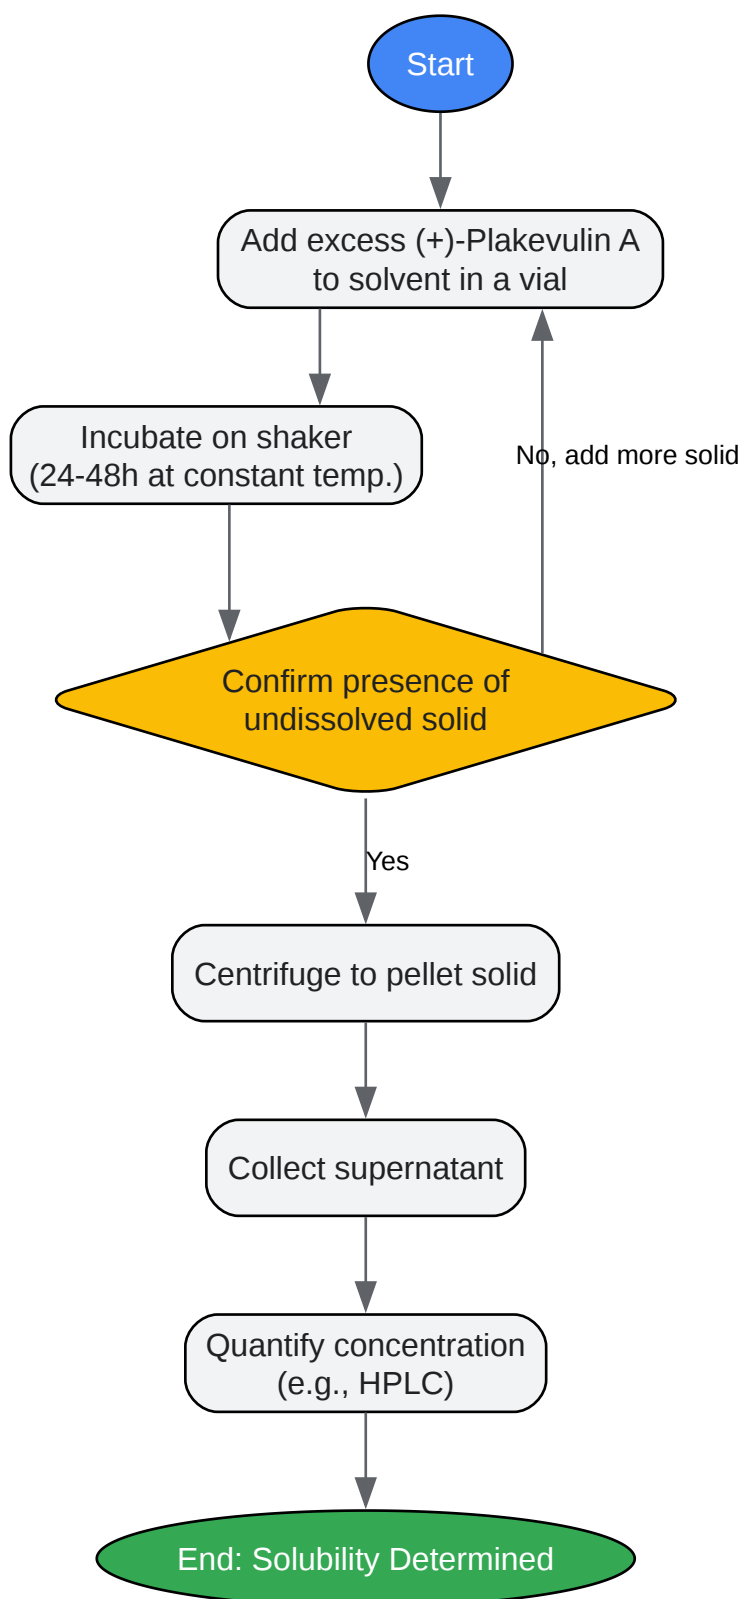 Start
Add excess (+)-Plakevulin A
to solvent in a vial
Incubate on shaker
(24-48h at constant temp.)
No, add more solid
Confirm presence of
undissolved solid
Yes
Centrifuge to pellet solid
Collect supernatant
Quantify concentration
(e.g., HPLC)
End: Solubility Determined